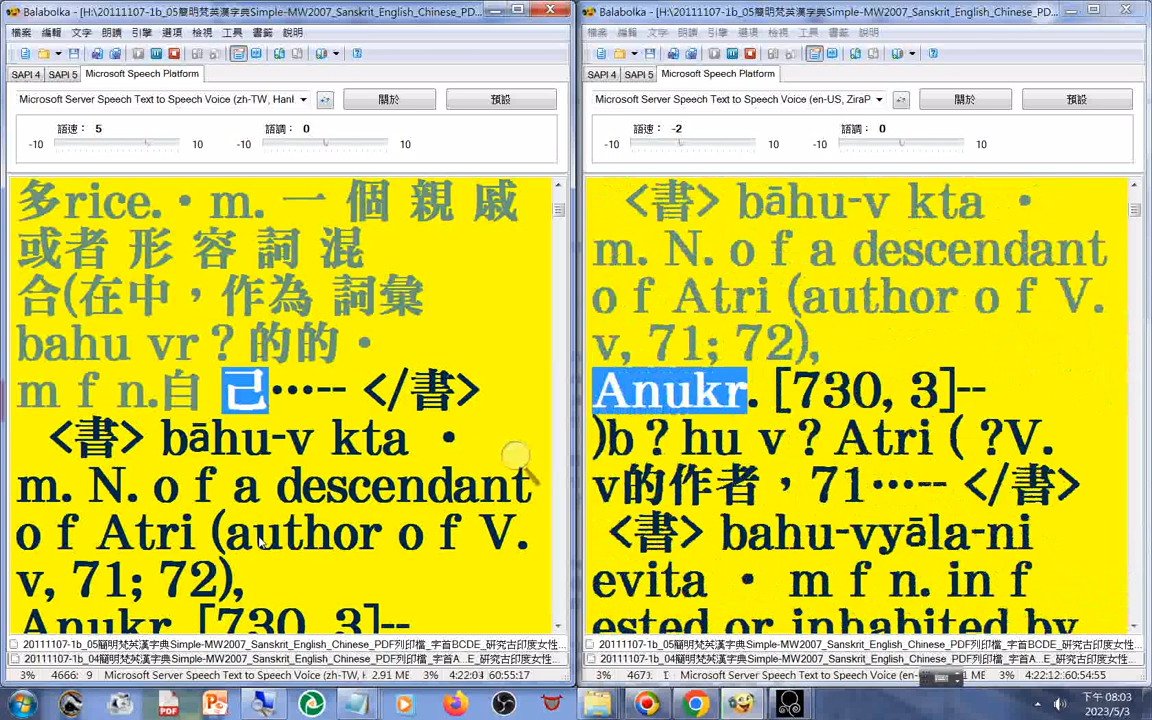 Balabolka - [H:\20111107-1b_05簡明梵英漢字典Simple-MW2007_Sanskrit_English_Chinese_PD...
檔案 編輯 文字 朗讀 引擎 選項 檢視 工具 書籤 說明
SAPI 4 SAPI 5 Microsoft Speech Platform
Microsoft Server Speech Text to Speech Voice (zh-TW, Hanl
關於 預設
語速： 5 語調： 0
-10 10 -10 10
多rice.·m. 一 個 親 戚
或者 形 容 詞 混
合(在中，作為 詞彙
bahu vr？的的·
m f n.自 己…-- </書>
<書> bāhu-v kta ·
m. N. o f a descendant
o f Atri (author o f V.
v, 71; 72),
Anukr. [730, 3]--
20111107-1b_05簡明梵英漢字典Simple-MW2007_Sanskrit_English_Chinese_PDF列印檔_字首BCDE_研究古印度女性...
20111107-1b_04簡明梵英漢字典Simple-MW2007_Sanskrit_English_Chinese_PDF列印檔_字首A...E_研究古印度女性...
3% 4666: 9 Microsoft Server Speech Text to Speech Voice (zh-TW, H 2.91 ME 3% 4:22:03 60:55:17
Balabolka - [H:\20111107-1b_05簡明梵英漢字典Simple-MW2007_Sanskrit_English_Chinese_PD...
檔案 編輯 文字 朗讀 引擎 選項 檢視 工具 書籤 說明
SAPI 4 SAPI 5 Microsoft Speech Platform
Microsoft Server Speech Text to Speech Voice (en-US, ZiraP
關於 預設
語速： -2 語調： 0
-10 10 -10 10
<書> bāhu-v kta ·
m. N. o f a descendant
o f Atri (author o f V.
v, 71; 72),
Anukr. [730, 3]--
)b？hu v？Atri ( ?V.
v的作者，71…-- </書>
<書> bahu-vyāla-ni
evita · m f n. in f
ested or inhabited by
20111107-1b_05簡明梵英漢字典Simple-MW2007_Sanskrit_English_Chinese_PDF列印檔_字首BCDE_研究古印度女性...
20111107-1b_04簡明梵英漢字典Simple-MW2007_Sanskrit_English_Chinese_PDF列印檔_字首A...E_研究古印度女性...
3% Microsoft Server Speech Text to Speech Voice ME 3% 4:22:24 60:54:55
下午 08:03
2023/5/3